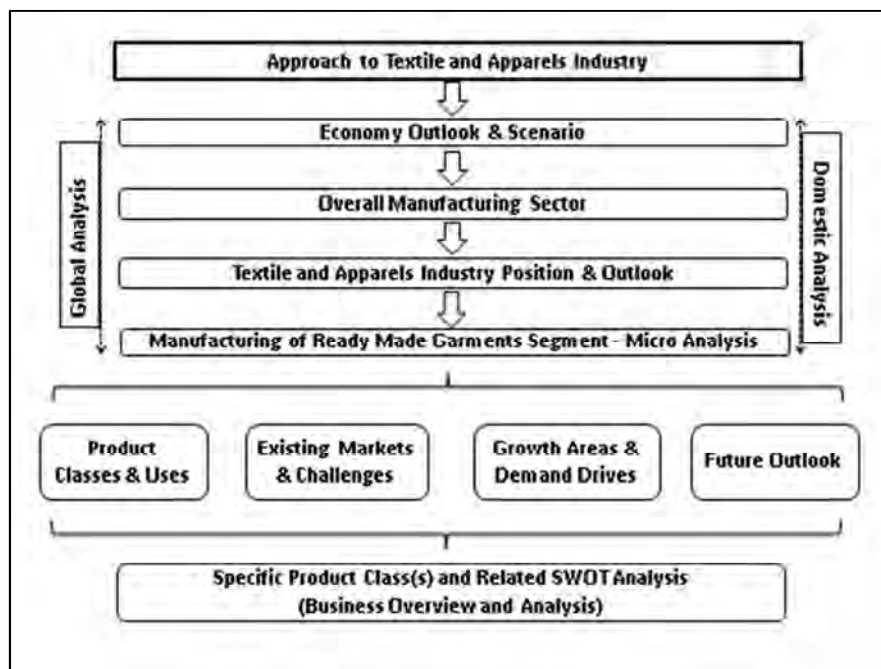 Approach to Textile and Apparels Industry
Economy Outlook & Scenario
Global Analysis
Domestic Analysis
Overall Manufacturing Sector
Textile and Apparels Industry Position & Outlook
Manufacturing of Ready Made Garments Segment - Micro Analysis
Product
Classes & Uses
Existing Markets
& Challenges
Growth Areas &
Demand Drives
Future Outlook
Specific Product Class(s) and Related SWOT Analysis
(Business Overview and Analysis)